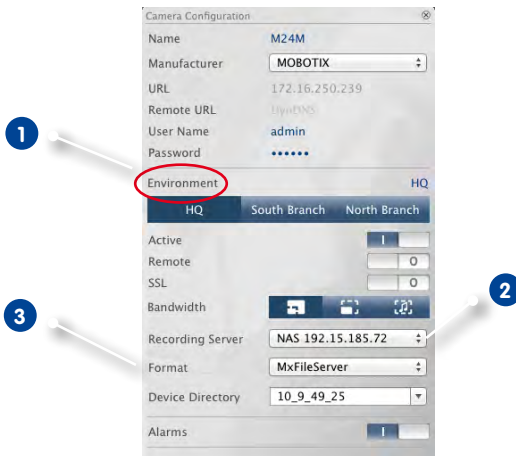 Camera Configuration
Name M24M
Manufacturer MOBOTIX
URL 172.16.250.239
Remote URL DynDNS
User Name admin
Password ••••••
1
Environment HQ
HQ South Branch North Branch
Active I
Remote O
SSL O
Bandwidth
2
3
Recording Server NAS 192.15.185.72
Format MxFileServer
Device Directory 10_9_49_25
Alarms I